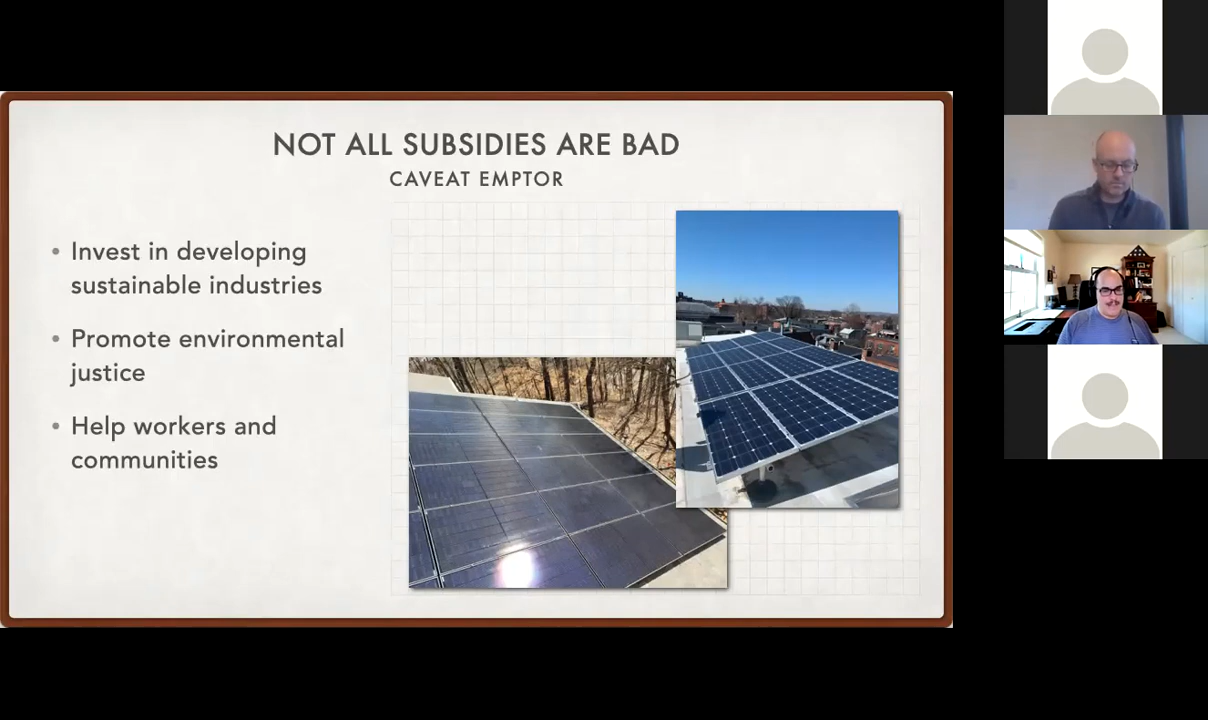 NOT ALL SUBSIDIES ARE BAD
CAVEAT EMPTOR
• Invest in developing
sustainable industries
• Promote environmental
justice
• Help workers and
communities